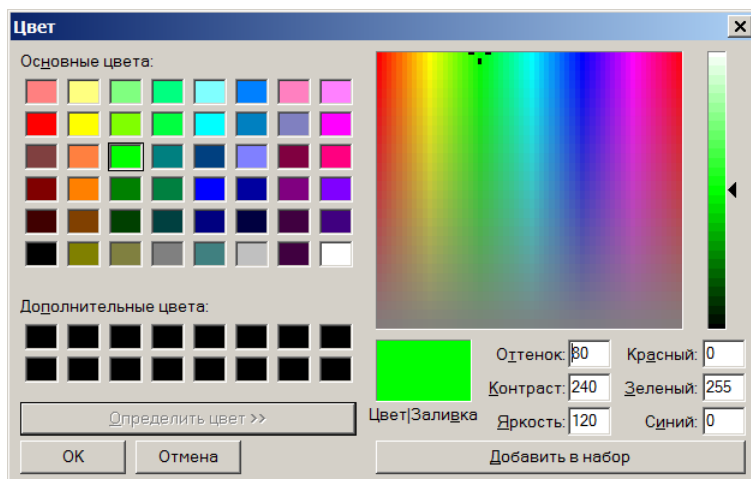 Цвет
Основные цвета:
Дополнительные цвета:
Определить цвет >>
OK
Отмена
Цвет|Заливка
Оттенок: 80
Контраст: 240
Яркость: 120
Красный: 0
Зеленый: 255
Синий: 0
Добавить в набор